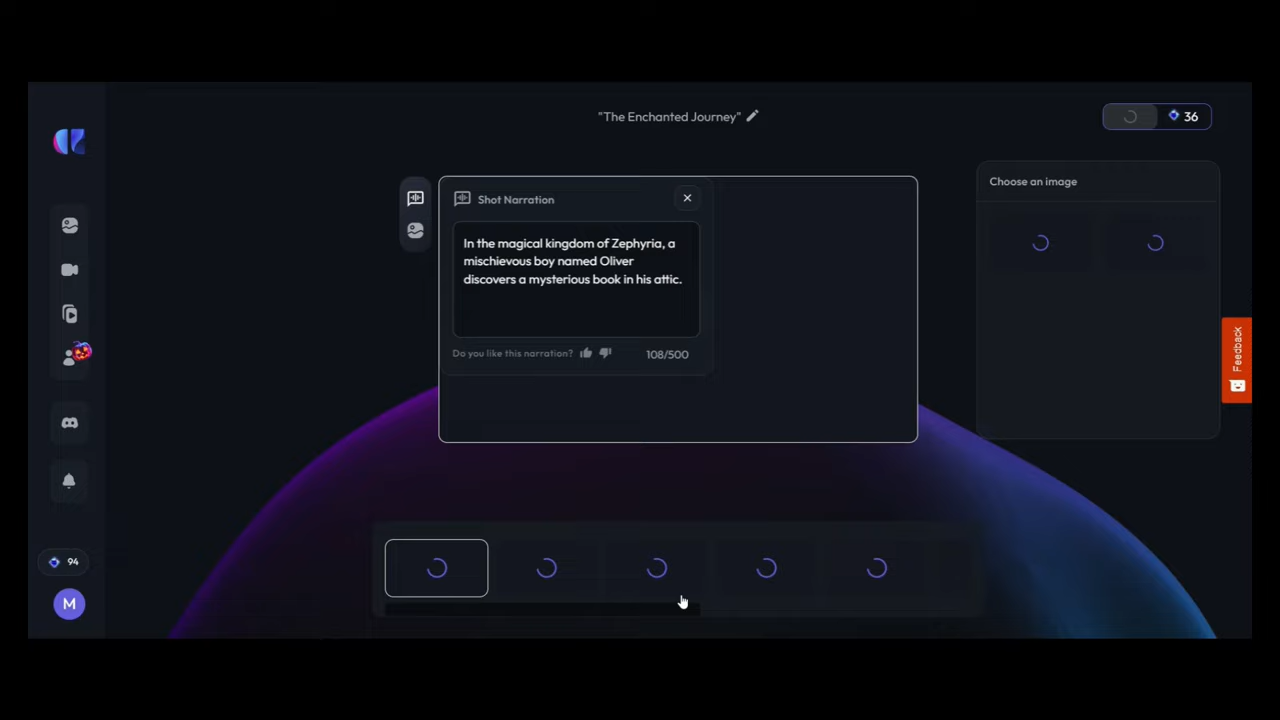 "The Enchanted Journey"
36
Shot Narration
Choose an image
In the magical kingdom of Zephyria, a
mischievous boy named Oliver
discovers a mysterious book in his attic.
Do you like this narration?
108/500
Feedback
94
M